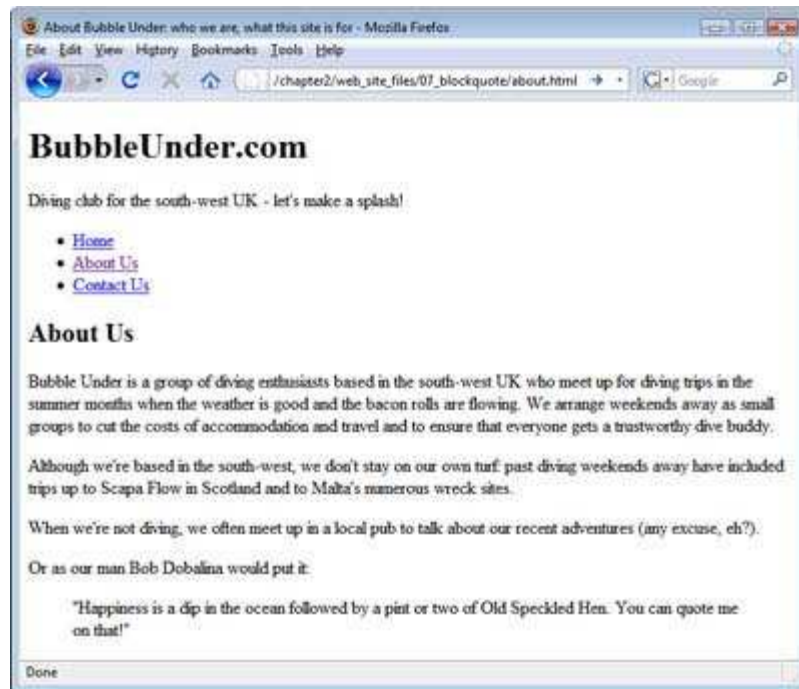 About Bubble Under: who we are, what this site is for - Mozilla Firefox
File Edit View History Bookmarks Tools Help
/chapter2/web_site_files/07_blockquote/about.html
Google
BubbleUnder.com
Diving club for the south-west UK - let's make a splash!
Home
About Us
Contact Us
About Us
Bubble Under is a group of diving enthusiasts based in the south-west UK who meet up for diving trips in the
summer months when the weather is good and the bacon rolls are flowing. We arrange weekends away as small
groups to cut the costs of accommodation and travel and to ensure that everyone gets a trustworthy dive buddy.
Although we're based in the south-west, we don't stay on our own turf: past diving weekends away have included
trips up to Scapa Flow in Scotland and to Malta's numerous wreck sites.
When we're not diving, we often meet up in a local pub to talk about our recent adventures (any excuse, eh?).
Or as our man Bob Dobalina would put it:
"Happiness is a dip in the ocean followed by a pint or two of Old Speckled Hen. You can quote me
on that!"
Done